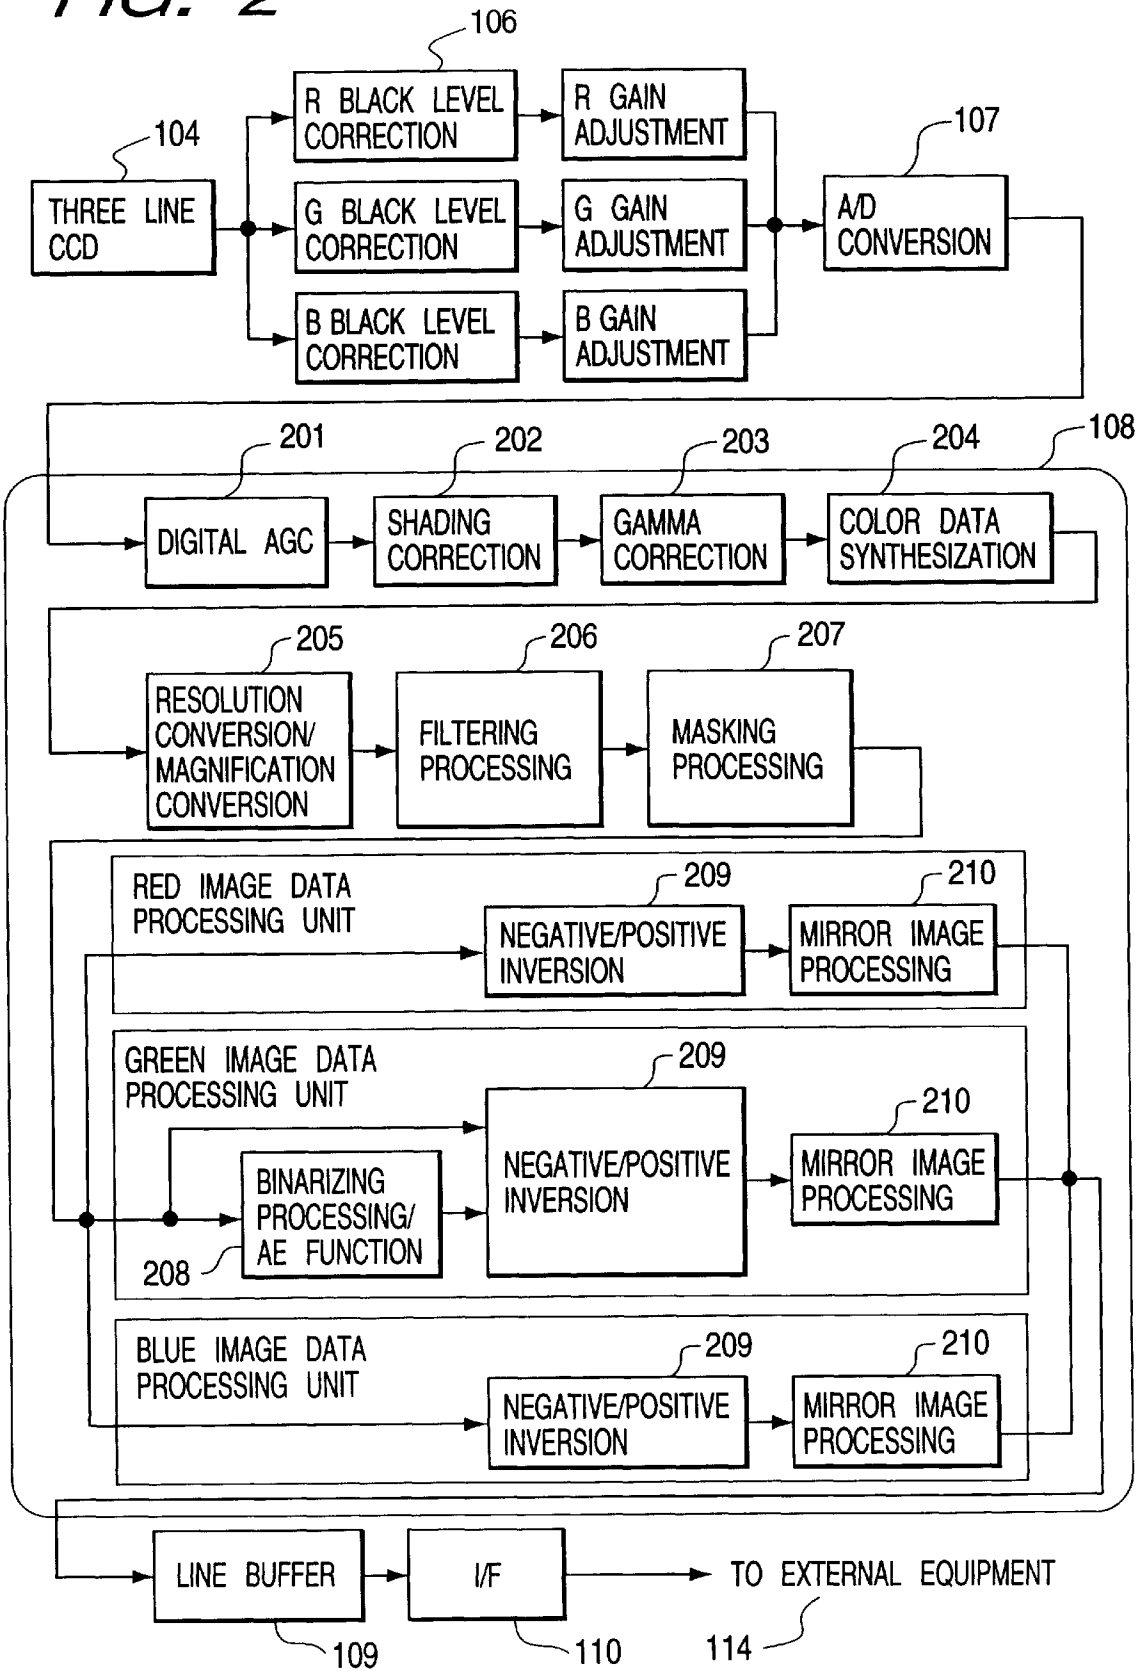 FIG. 2
106
R BLACK LEVEL
CORRECTION
R GAIN
ADJUSTMENT
104
107
THREE LINE
CCD
G BLACK LEVEL
CORRECTION
G GAIN
ADJUSTMENT
A/D
CONVERSION
B BLACK LEVEL
CORRECTION
B GAIN
ADJUSTMENT
201
202
203
204
108
DIGITAL AGC
SHADING
CORRECTION
GAMMA
CORRECTION
COLOR DATA
SYNTHESIZATION
205
206
207
RESOLUTION
CONVERSION/
MAGNIFICATION
CONVERSION
FILTERING
PROCESSING
MASKING
PROCESSING
RED IMAGE DATA
PROCESSING UNIT
209
210
NEGATIVE/POSITIVE
INVERSION
MIRROR IMAGE
PROCESSING
GREEN IMAGE DATA
PROCESSING UNIT
209
210
BINARIZING
PROCESSING/
AE FUNCTION
208
NEGATIVE/POSITIVE
INVERSION
MIRROR IMAGE
PROCESSING
BLUE IMAGE DATA
PROCESSING UNIT
209
210
NEGATIVE/POSITIVE
INVERSION
MIRROR IMAGE
PROCESSING
LINE BUFFER
I/F
TO EXTERNAL EQUIPMENT
109
110
114